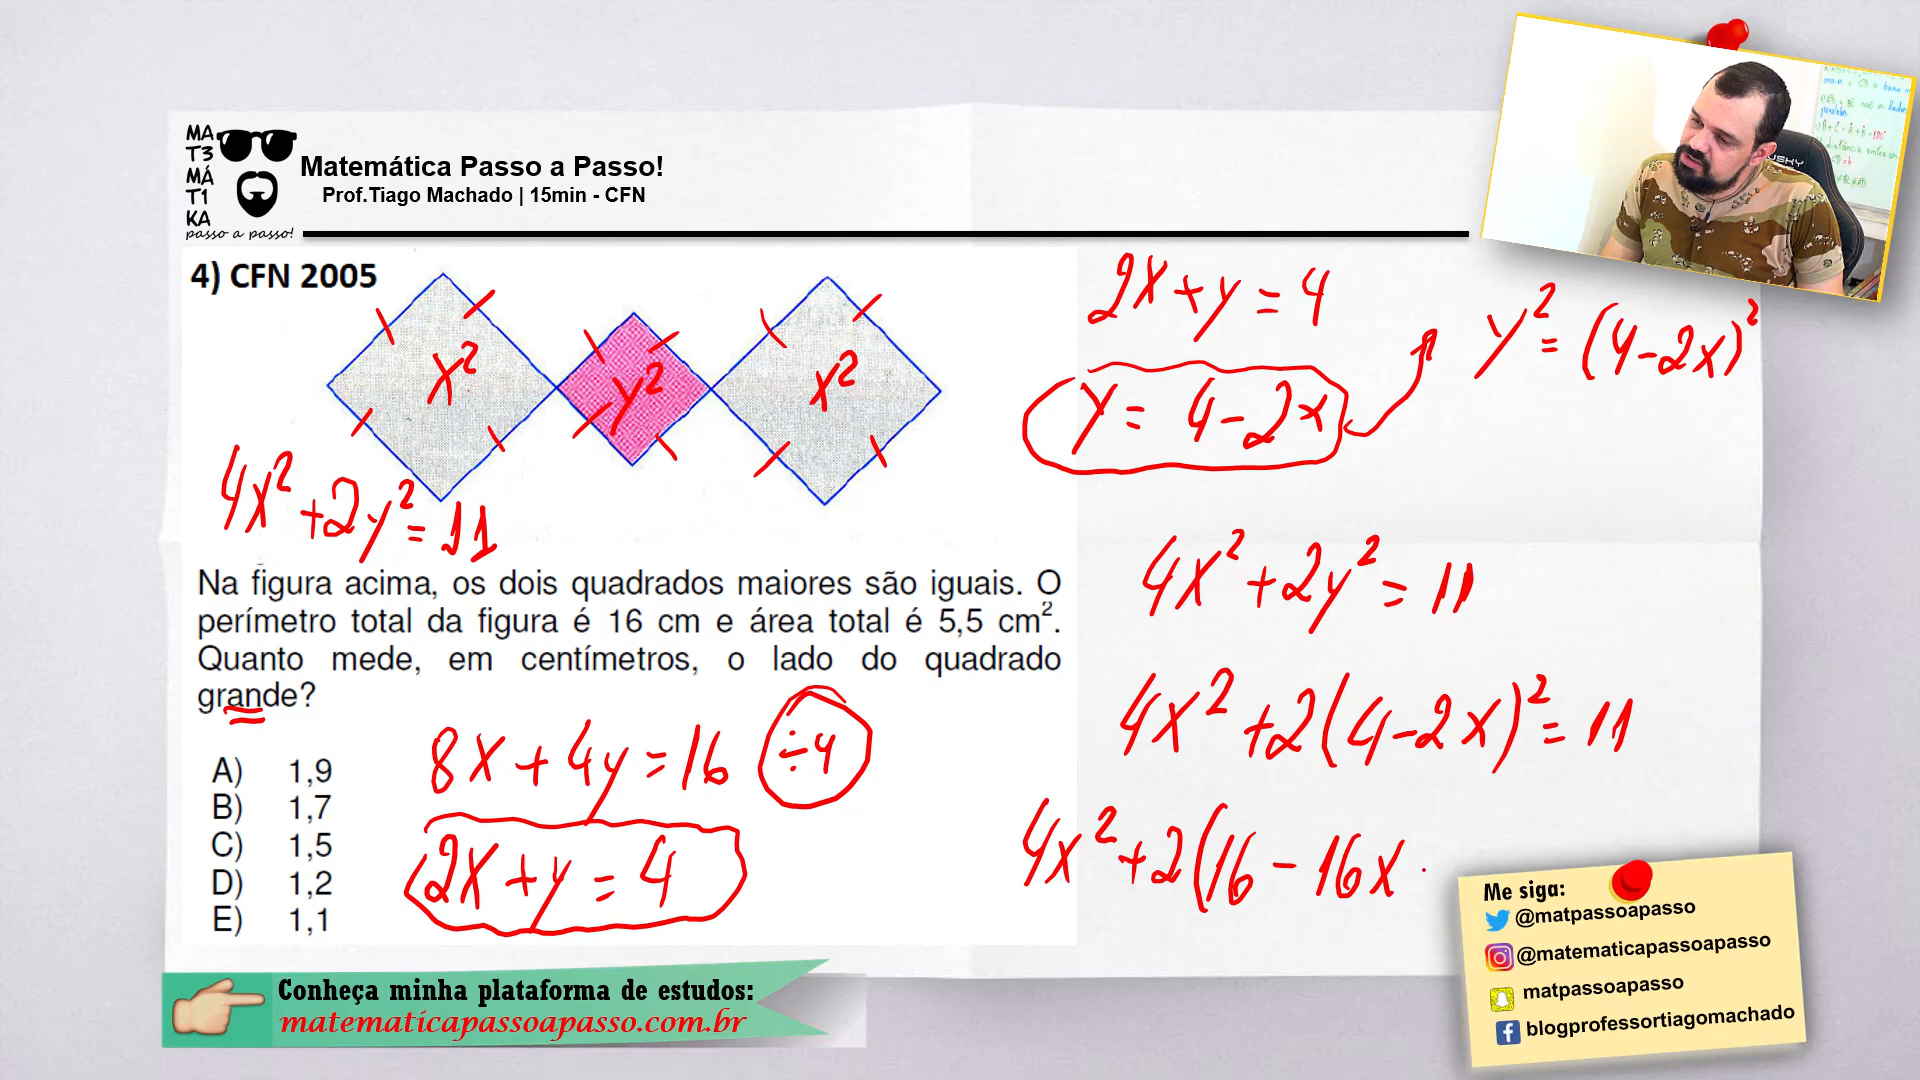 MA
T3
MÁ
T1
KA
passo a passo!
Matemática Passo a Passo!
Prof.Tiago Machado | 15min - CFN
4) CFN 2005
x²
y²
x²
4x² + 2y² = 11
Na figura acima, os dois quadrados maiores são iguais. O
perímetro total da figura é 16 cm e área total é 5,5 cm².
Quanto mede, em centímetros, o lado do quadrado
grande?
A) 1,9
B) 1,7
C) 1,5
D) 1,2
E) 1,1
8x + 4y = 16 ÷4
2x + y = 4
2x + y = 4
y = 4 - 2x
y² = (4 - 2x)²
4x² + 2y² = 11
4x² + 2(4 - 2x)² = 11
4x² + 2(16 - 16x
Me siga:
@matpassoapasso
@matematicapassoapasso
matpassoapasso
blogprofessortiagomachado
Conheça minha plataforma de estudos:
matematicapassoapasso.com.br